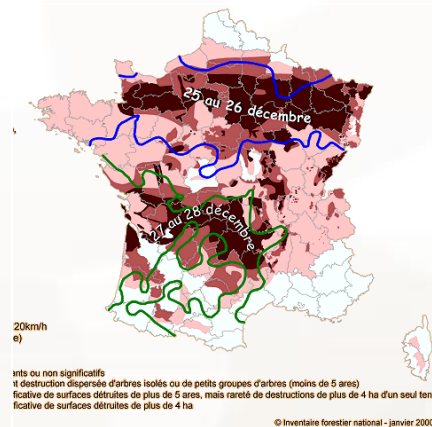 25 au 26 décembre
27 au 28 décembre
20km/h
e)
ents ou non significatifs
nt destruction dispersée d'arbres isolés ou de petits groupes d'arbres (moins de 5 ares)
ificative de surfaces détruites de plus de 5 ares, mais rareté de destructions de plus de 4 ha d'un seul ten
ificative de surfaces détruites de plus de 4 ha
© Inventaire forestier national - janvier 2000